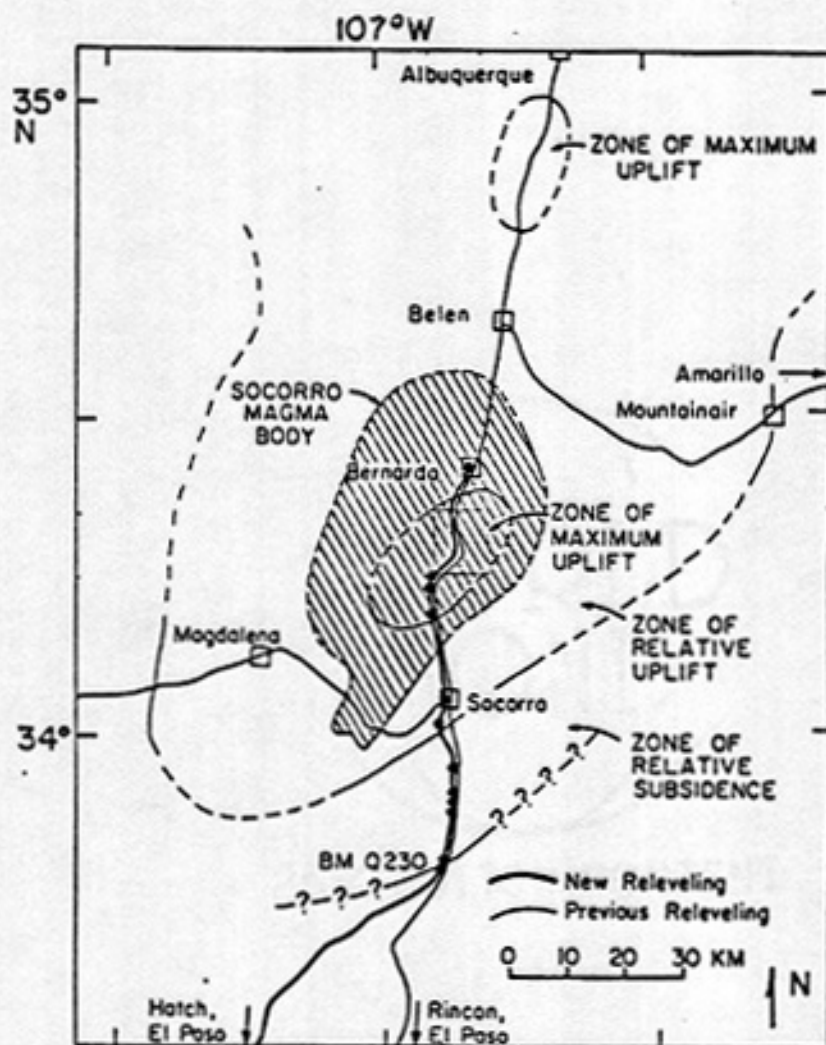 107°W
Albuquerque
35°
N
ZONE OF MAXIMUM
UPLIFT
Belen
Amarillo
Mountainair
SOCORRO
MAGMA
BODY
Bernardo
ZONE OF
MAXIMUM
UPLIFT
Magdalena
ZONE OF
RELATIVE
UPLIFT
Socorro
34°
ZONE OF
RELATIVE
SUBSIDENCE
? ? ? ?
BM Q230
? ? ?
New Releveling
Previous Releveling
0 10 20 30 KM
N
Hatch,
El Paso
Rincon,
El Paso